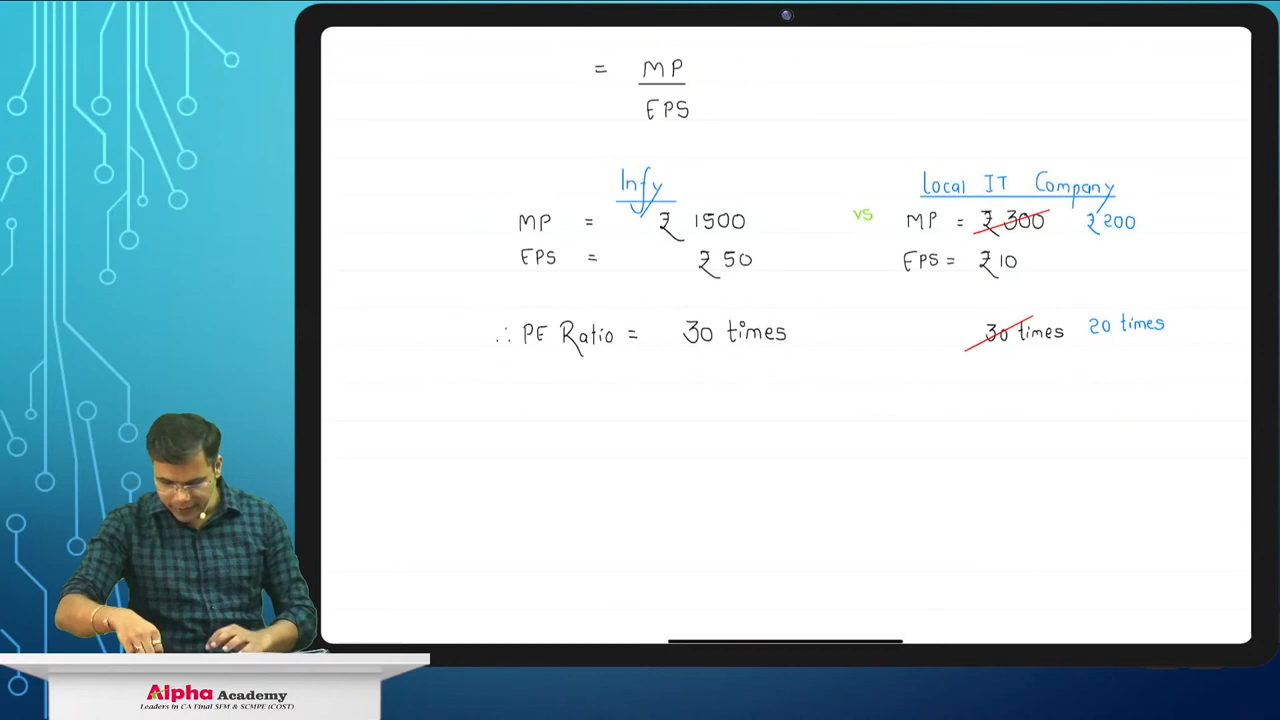 = MP
EPS
Infy
MP = ₹ 1500
EPS = ₹ 50
vs
Local IT Company
MP = ₹ 300 ₹ 200
EPS = ₹ 10
∴ PE Ratio = 30 times
30 times 20 times
Alpha Academy
Leaders in CA Final SFM & SCMPE (COST)